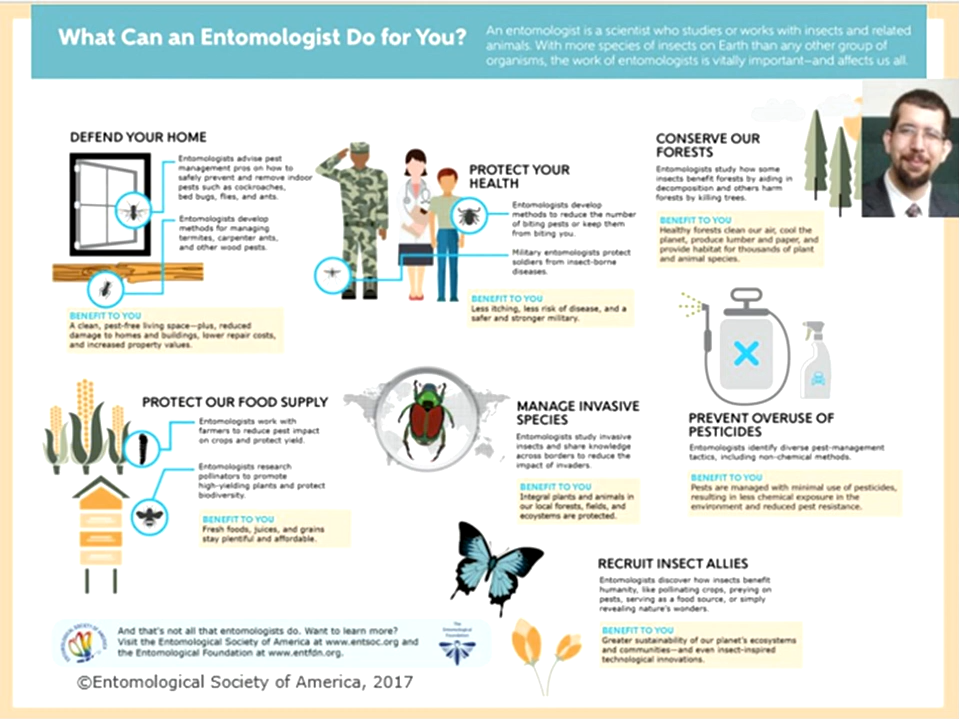 What Can an Entomologist Do for You?
An entomologist is a scientist who studies or works with insects and related
animals. With more species of insects on Earth than any other group of
organisms, the work of entomologists is vitally important—and affects us all.
DEFEND YOUR HOME
Entomologists advise pest
management pros on how to
safely prevent and remove indoor
pests such as cockroaches,
bed bugs, flies, and ants.
Entomologists develop
methods for managing
termites, carpenter ants,
and other wood pests.
BENEFIT TO YOU
A clean, pest-free living space—plus, reduced
damage to homes and buildings, lower repair costs,
and increased property values.
PROTECT YOUR
HEALTH
Entomologists develop
methods to reduce the number
of biting pests or keep them
from biting you.
Military entomologists protect
soldiers from insect-borne
diseases.
BENEFIT TO YOU
Less itching, less risk of disease, and a
safer and stronger military.
CONSERVE OUR
FORESTS
Entomologists study how some
insects benefit forests by aiding in
decomposition and others harm
forests by killing trees.
BENEFIT TO YOU
Healthy forests clean our air, cool the
planet, produce lumber and paper, and
provide habitat for thousands of plant
and animal species.
PROTECT OUR FOOD SUPPLY
Entomologists work with
farmers to reduce pest impact
on crops and protect yield.
Entomologists research
pollinators to promote
high-yielding plants and protect
biodiversity.
BENEFIT TO YOU
Fresh foods, juices, and grains
stay plentiful and affordable.
MANAGE INVASIVE
SPECIES
Entomologists study invasive
insects and share knowledge
across borders to reduce the
impact of invaders.
BENEFIT TO YOU
Integral plants and animals in
our local forests, fields, and
ecoystems are protected.
PREVENT OVERUSE OF
PESTICIDES
Entomologists identify diverse pest-management
tactics, including non-chemical methods.
BENEFIT TO YOU
Pests are managed with minimal use of pesticides,
resulting in less chemical exposure in the
environment and reduced pest resistance.
RECRUIT INSECT ALLIES
Entomologists discover how insects benefit
humanity, like pollinating crops, preying on
pests, serving as a food source, or simply
revealing nature's wonders.
BENEFIT TO YOU
Greater sustainability of our planet's ecosystems
and communities—and even insect-inspired
technological innovations.
And that's not all that entomologists do. Want to learn more?
Visit the Entomological Society of America at www.entsoc.org and
the Entomological Foundation at www.entfdn.org.
The
Entomological
Foundation
©Entomological Society of America, 2017